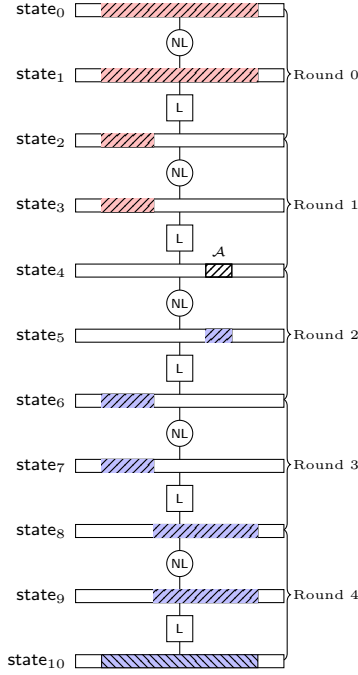 state0
NL
state1
Round 0
L
state2
NL
state3
Round 1
L
A
state4
NL
state5
Round 2
L
state6
NL
state7
Round 3
L
state8
NL
state9
Round 4
L
state10